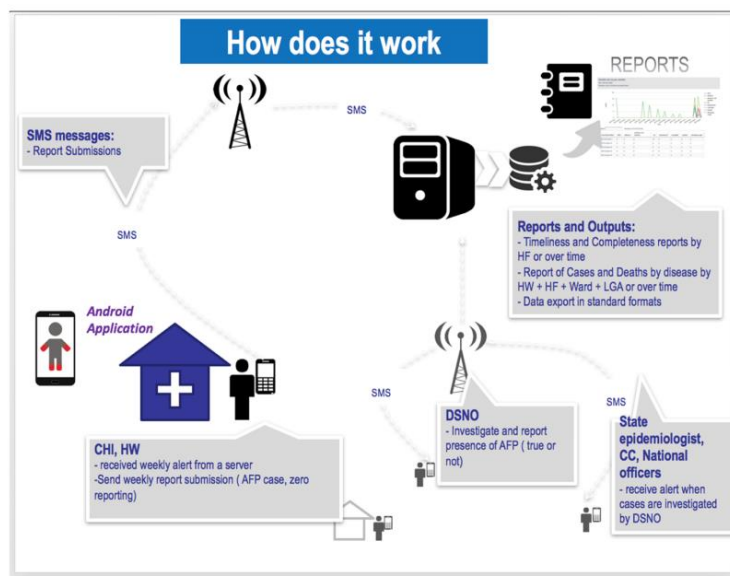 How does it work
REPORTS
SMS
SMS messages:
- Report Submissions
SMS
Reports and Outputs:
- Timeliness and Completeness reports by
HF or over time
- Report of Cases and Deaths by disease by
HW + HF + Ward + LGA or over time
- Data export in standard formats
Android
Application
SMS
DSNO
- Investigate and report
presence of AFP ( true or
not)
SMS
State
epidemiologist,
CC, National
officers
- receive alert when
cases are investigated
by DSNO
CHI, HW
- received weekly alert from a server
-Send weekly report submission ( AFP case, zero
reporting)